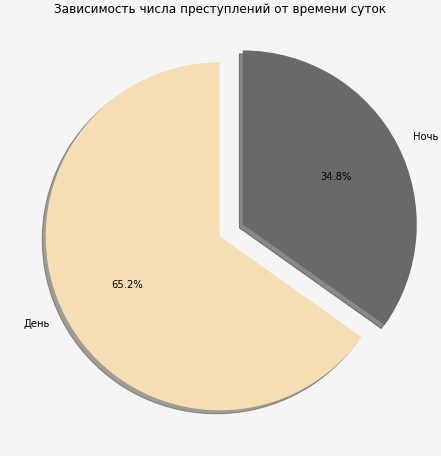 Зависимость числа преступлений от времени суток
Ночь
34.8%
65.2%
День